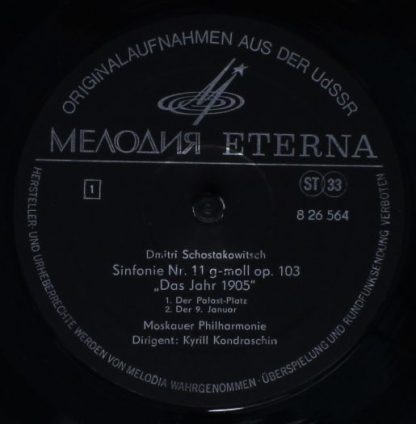 ORIGINALAUFNAHMEN AUS DER UdSSR
МЕЛОДИЯ ETERNA
1
ST 33
8 26 564
Dmitri Schostakowitsch
Sinfonie Nr. 11 g-moll op. 103
„Das Jahr 1905"
1. Der Palast-Platz
2. Der 9. Januar
Moskauer Philharmonie
Dirigent: Kyrill Kondraschin
HERSTELLER- UND URHEBERRECHTE WERDEN VON MELODIA WAHRGENOMMEN · ÜBERSPIELUNG UND RUNDFUNKSENDUNG VERBOTEN